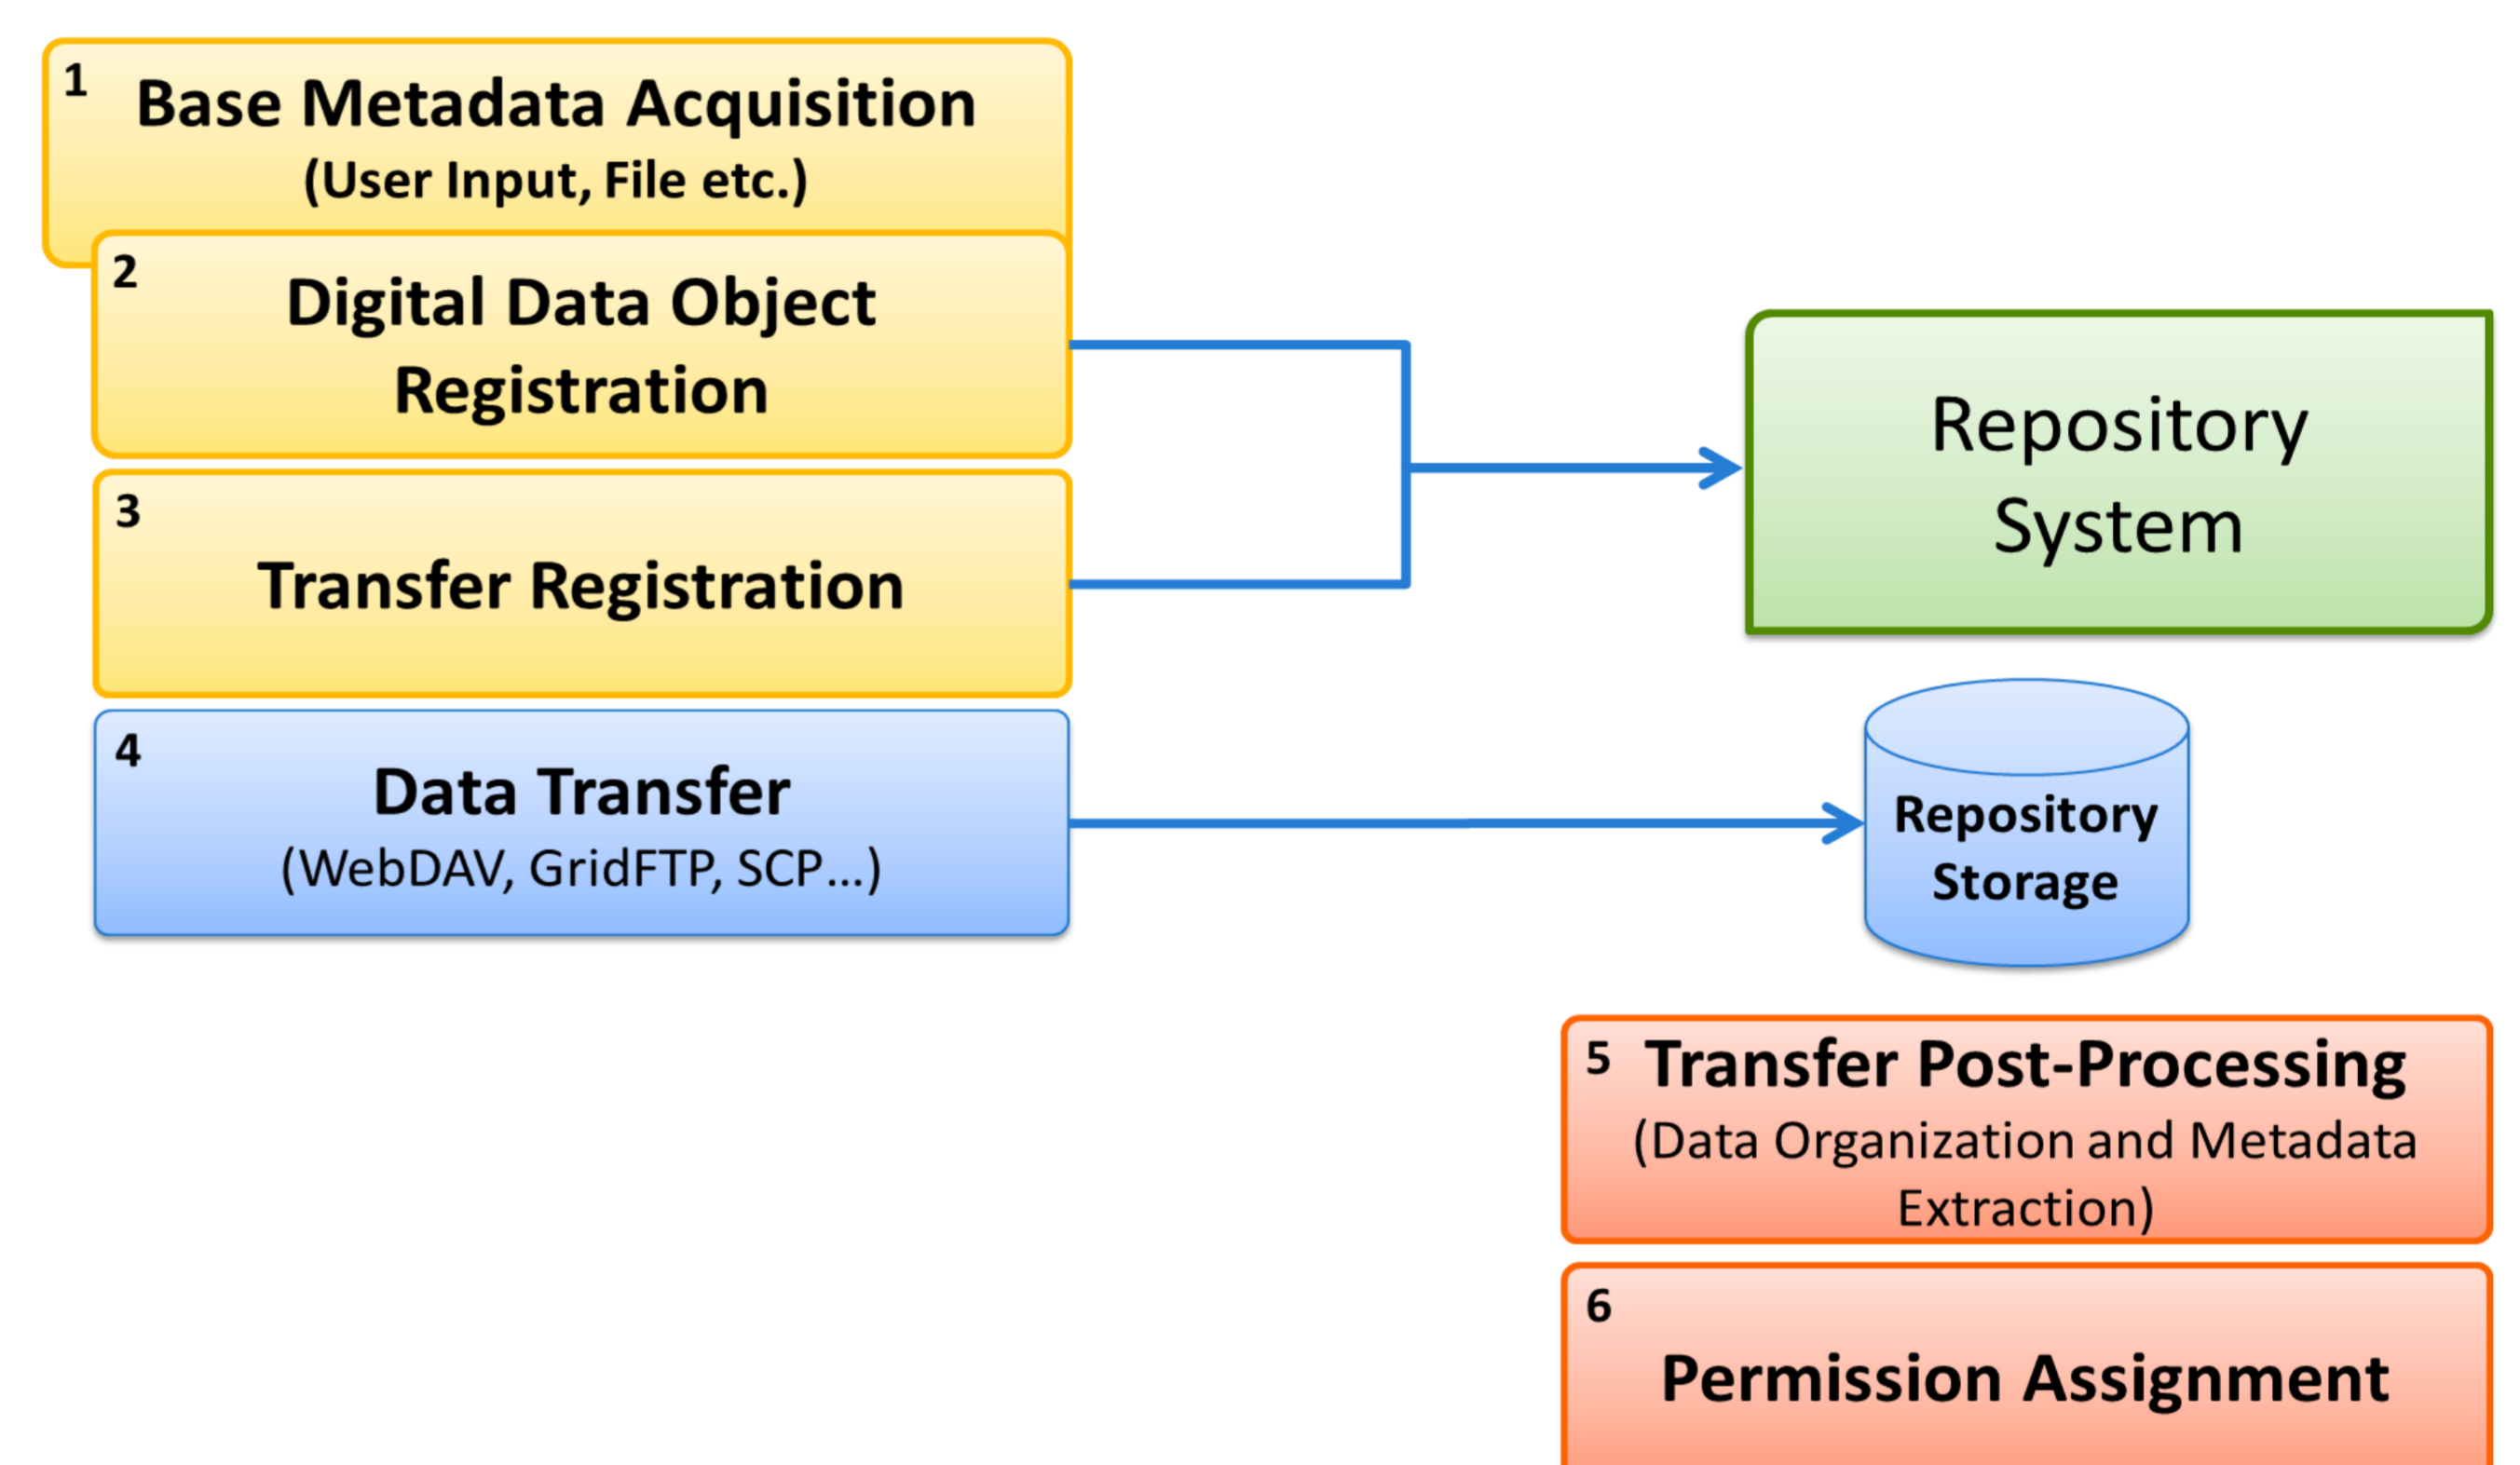 1
Base Metadata Acquisition
(User Input, File etc.)
2
Digital Data Object
Registration
3
Transfer Registration
Repository
System
4
Data Transfer
(WebDAV, GridFTP, SCP...)
Repository
Storage
5 Transfer Post-Processing
(Data Organization and Metadata
Extraction)
6
Permission Assignment